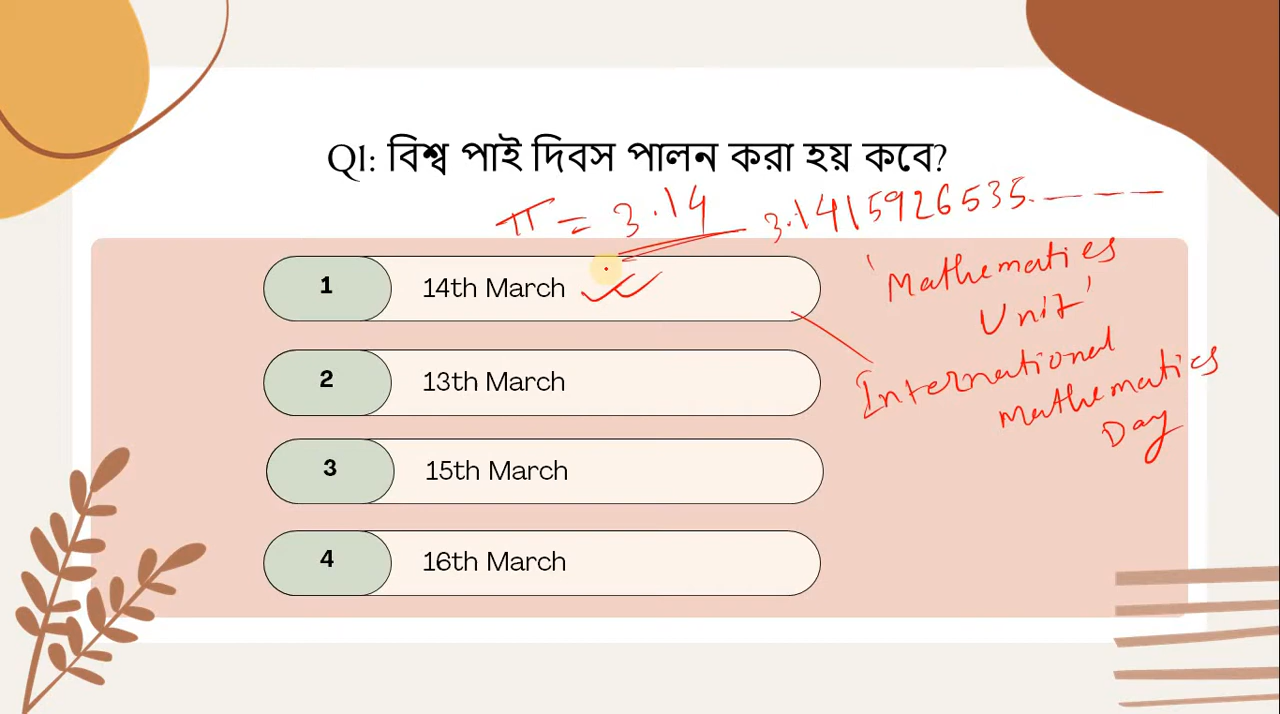 Q1: বিশ্ব পাই দিবস পালন করা হয় কবে?
π = 3.14 3.1415926535.---
1 14th March
'Mathematics
Unit'
International
Mathematics
Day
2 13th March
3 15th March
4 16th March